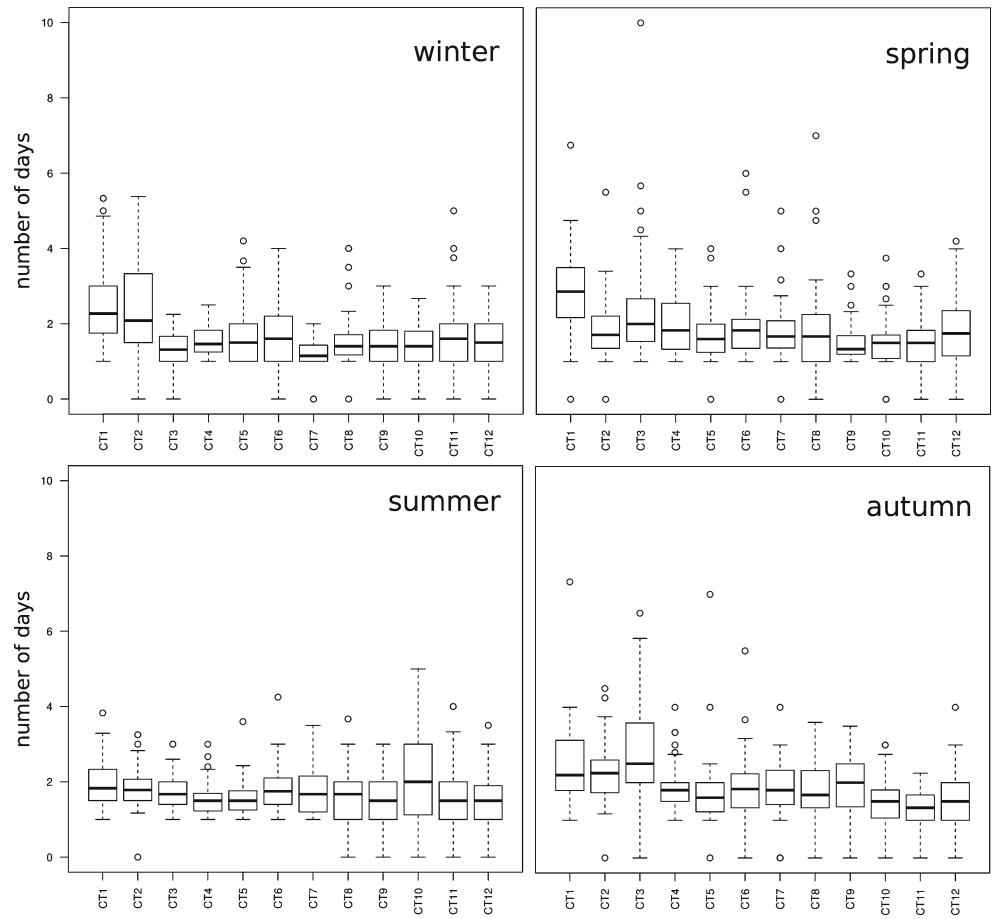 winter
number of days
10
8
6
4
2
0
CT1 CT2 CT3 CT4 CT5 CT6 CT7 CT8 CT9 CT10 CT11 CT12
spring
CT1 CT2 CT3 CT4 CT5 CT6 CT7 CT8 CT9 CT10 CT11 CT12
summer
number of days
10
8
6
4
2
0
CT1 CT2 CT3 CT4 CT5 CT6 CT7 CT8 CT9 CT10 CT11 CT12
autumn
CT1 CT2 CT3 CT4 CT5 CT6 CT7 CT8 CT9 CT10 CT11 CT12